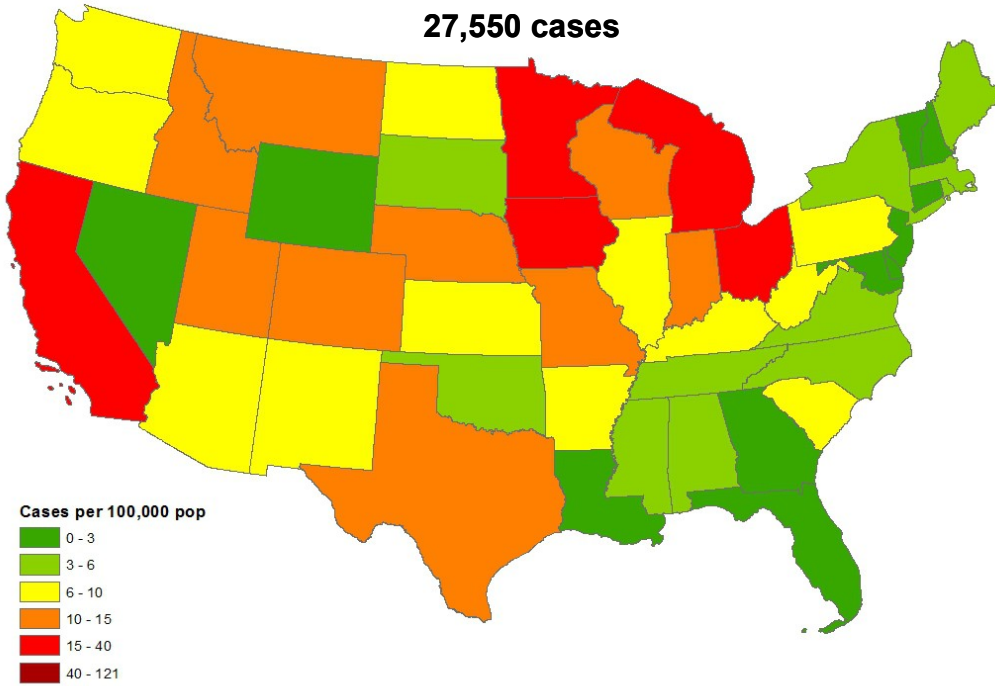 27,550 cases
Cases per 100,000 pop
0 - 3
3 - 6
6 - 10
10 - 15
15 - 40
40 - 121